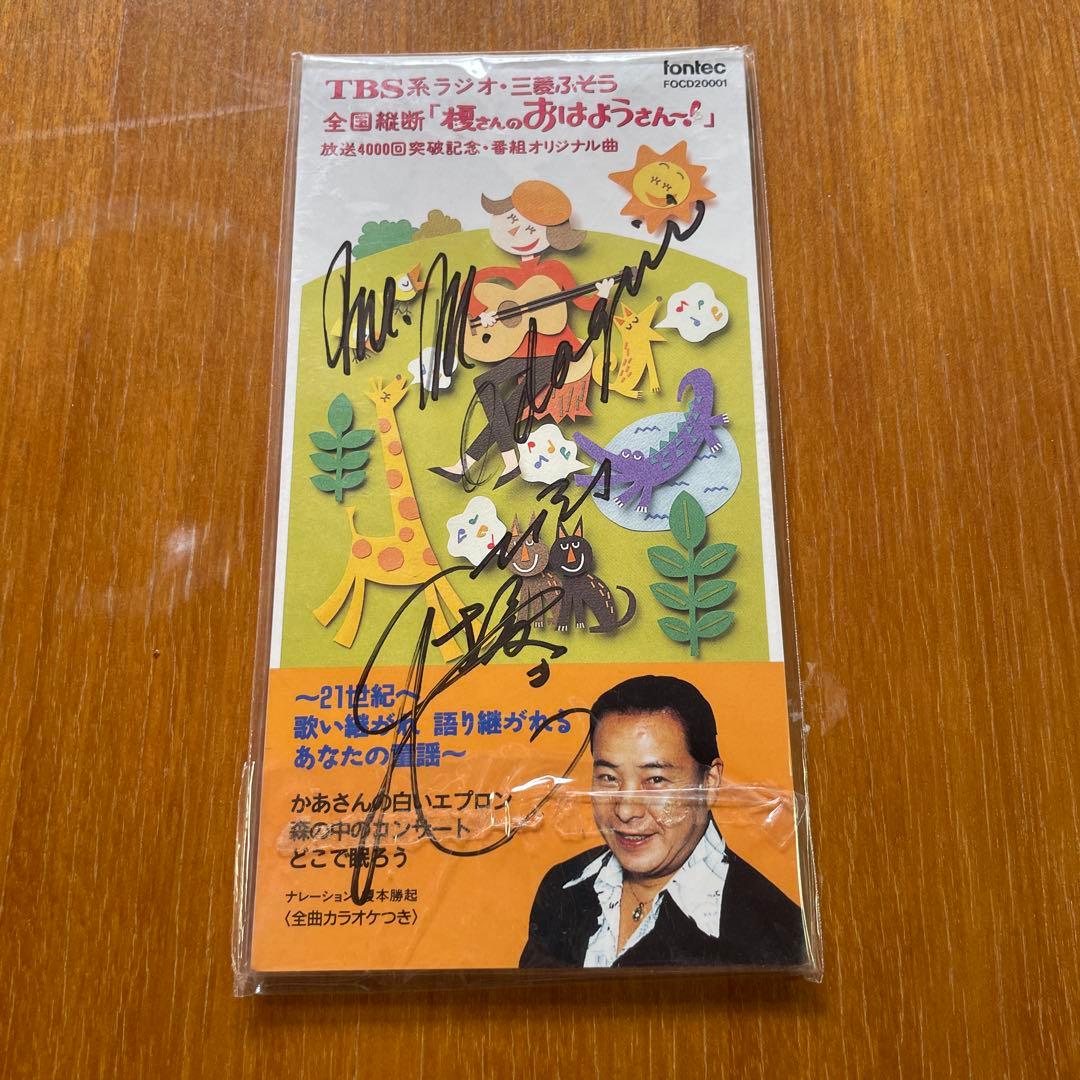 fontec
FOCD20001
TBS系ラジオ・三菱ふそう
全国縦断「榎さんのおはようさん〜!」
放送4000回突破記念・番組オリジナル曲
〜21世紀へ
歌い継がれ 語り継がれる
あなたの童謡〜
かあさんの白いエプロン
森の中のコンサート
どこで眠ろう
ナレーション 榎本勝起
〈全曲カラオケつき〉